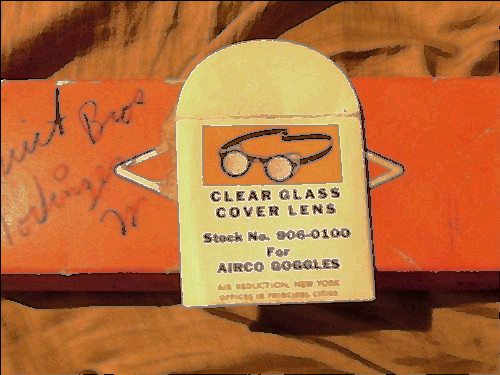 Bros
CLEAR GLASS
COVER LENS
Stock No. 906-0100
For
AIRCO GOGGLES
AIR REDUCTION, NEW YORK
OFFICES IN PRINCIPAL CITIES